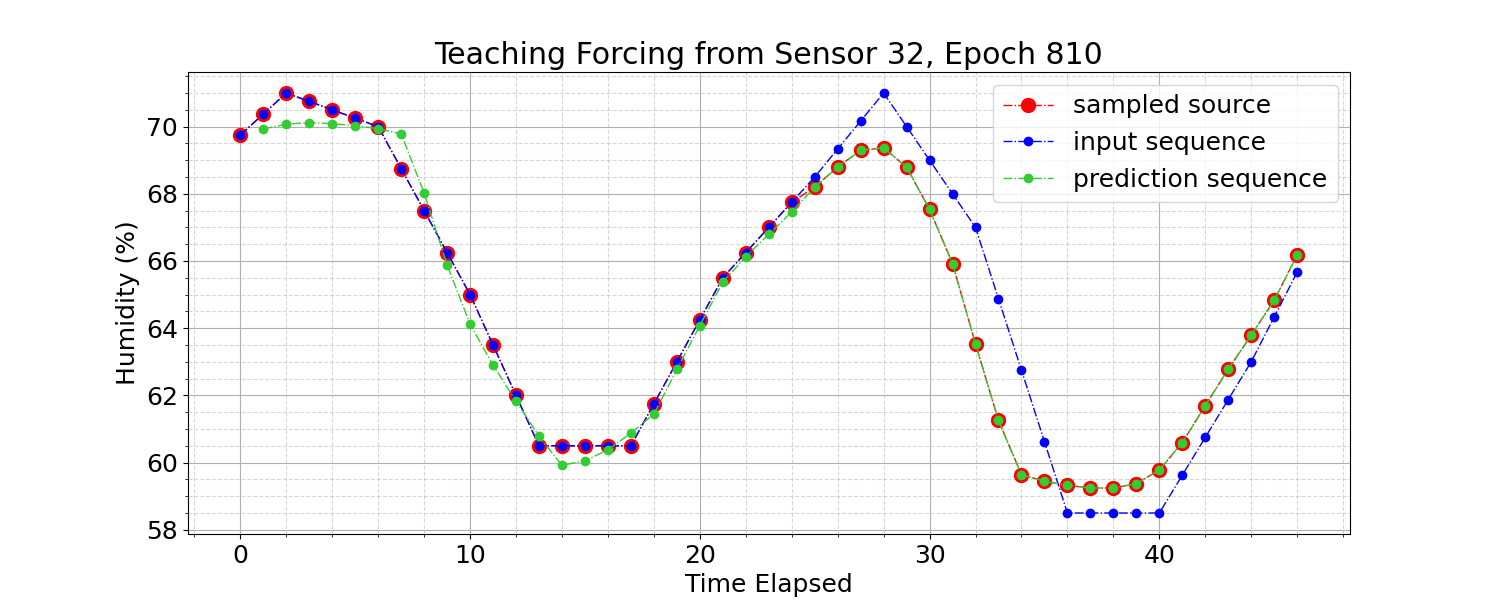 Teaching Forcing from Sensor 32, Epoch 810
sampled source
input sequence
prediction sequence
Humidity (%)
70
68
66
64
62
60
58
0 10 20 30 40
Time Elapsed